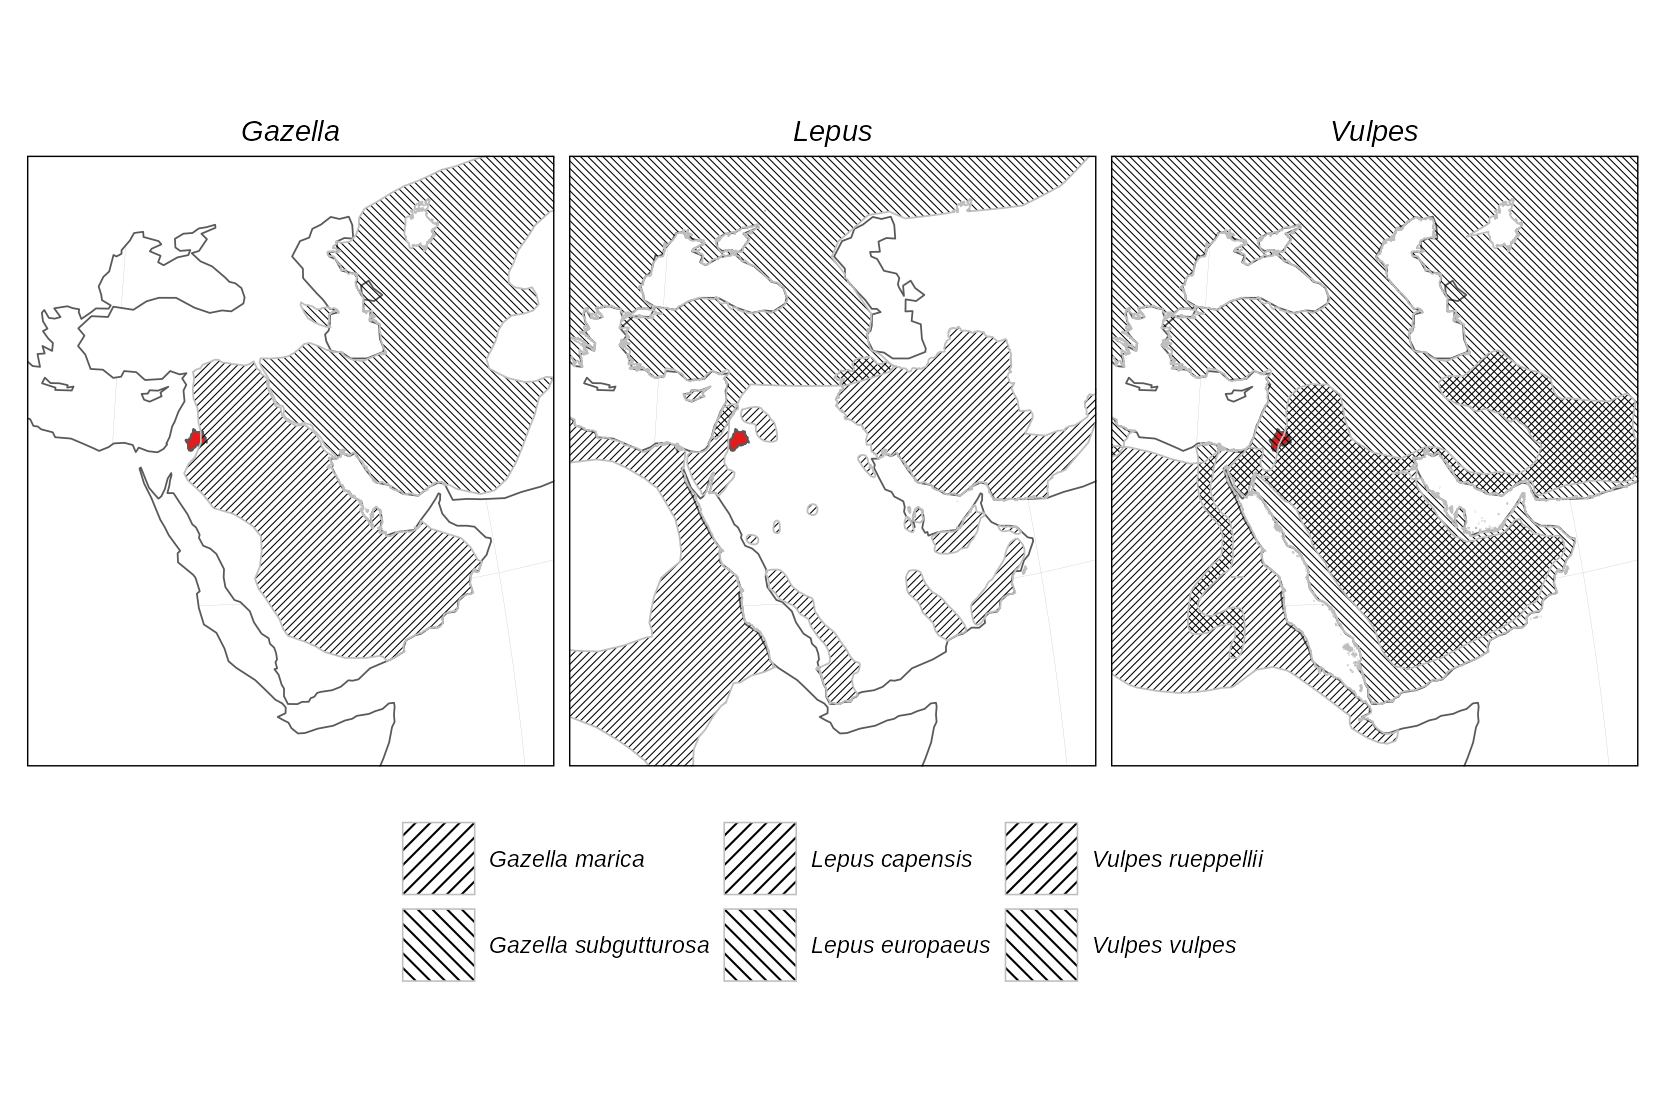 Gazella
Lepus
Vulpes
Gazella marica
Lepus capensis
Vulpes rueppellii
Gazella subgutturosa
Lepus europaeus
Vulpes vulpes